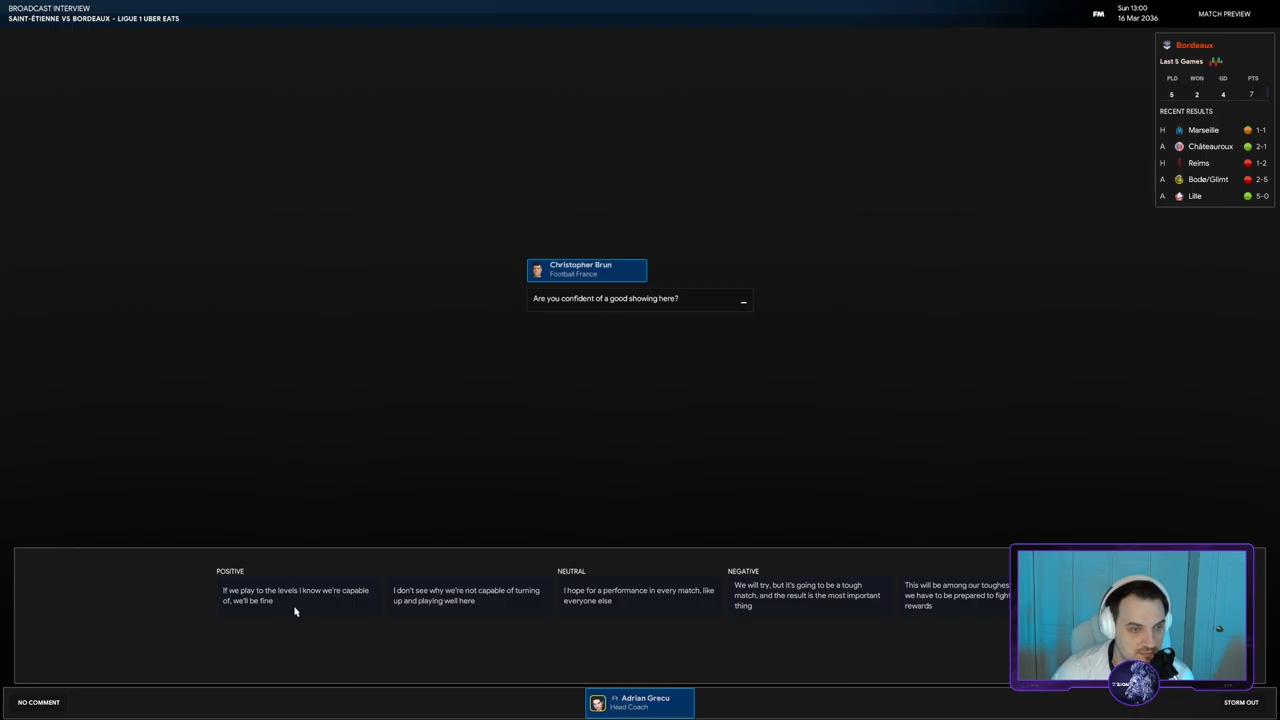 BROADCAST INTERVIEW
SAINT-ÉTIENNE VS BORDEAUX - LIGUE 1 UBER EATS
FM
Sun 13:00
16 Mar 2036
MATCH PREVIEW
Bordeaux
Last 5 Games
PLD WON GD PTS
5 2 4 7
RECENT RESULTS
H Marseille 1-1
A Châteauroux 2-1
H Reims 1-2
A Bodø/Glimt 2-5
A Lille 5-0
Christopher Brun
Football France
Are you confident of a good showing here?
POSITIVE
If we play to the levels I know we're capable
of, we'll be fine
I don't see why we're not capable of turning
up and playing well here
NEUTRAL
I hope for a performance in every match, like
everyone else
NEGATIVE
We will try, but it's going to be a tough
match, and the result is the most important
thing
This will be among our toughes
we have to be prepared to fight
rewards
NO COMMENT
Adrian Grecu
Head Coach
STORM OUT